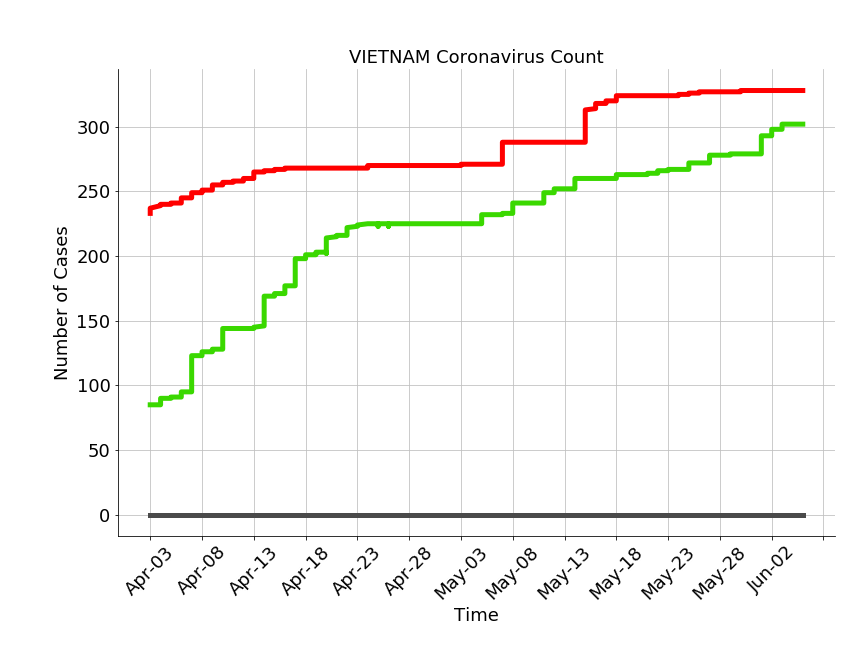 VIETNAM Coronavirus Count
Number of Cases
300
250
200
150
100
50
0
Apr-03
Apr-08
Apr-13
Apr-18
Apr-23
Apr-28
May-03
May-08
May-13
May-18
May-23
May-28
Jun-02
Time